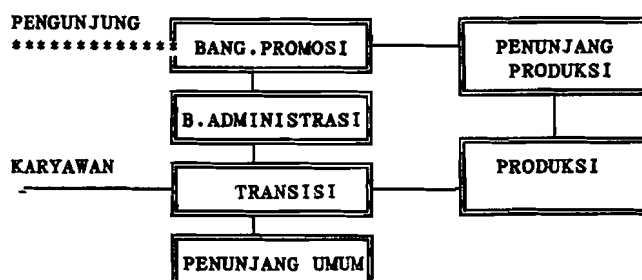 PENGUNJUNG
BANG.PROMOSI
PENUNJANG
PRODUKSI
B.ADMINISTRASI
KARYAWAN
TRANSISI
PRODUKSI
PENUNJANG UMUM